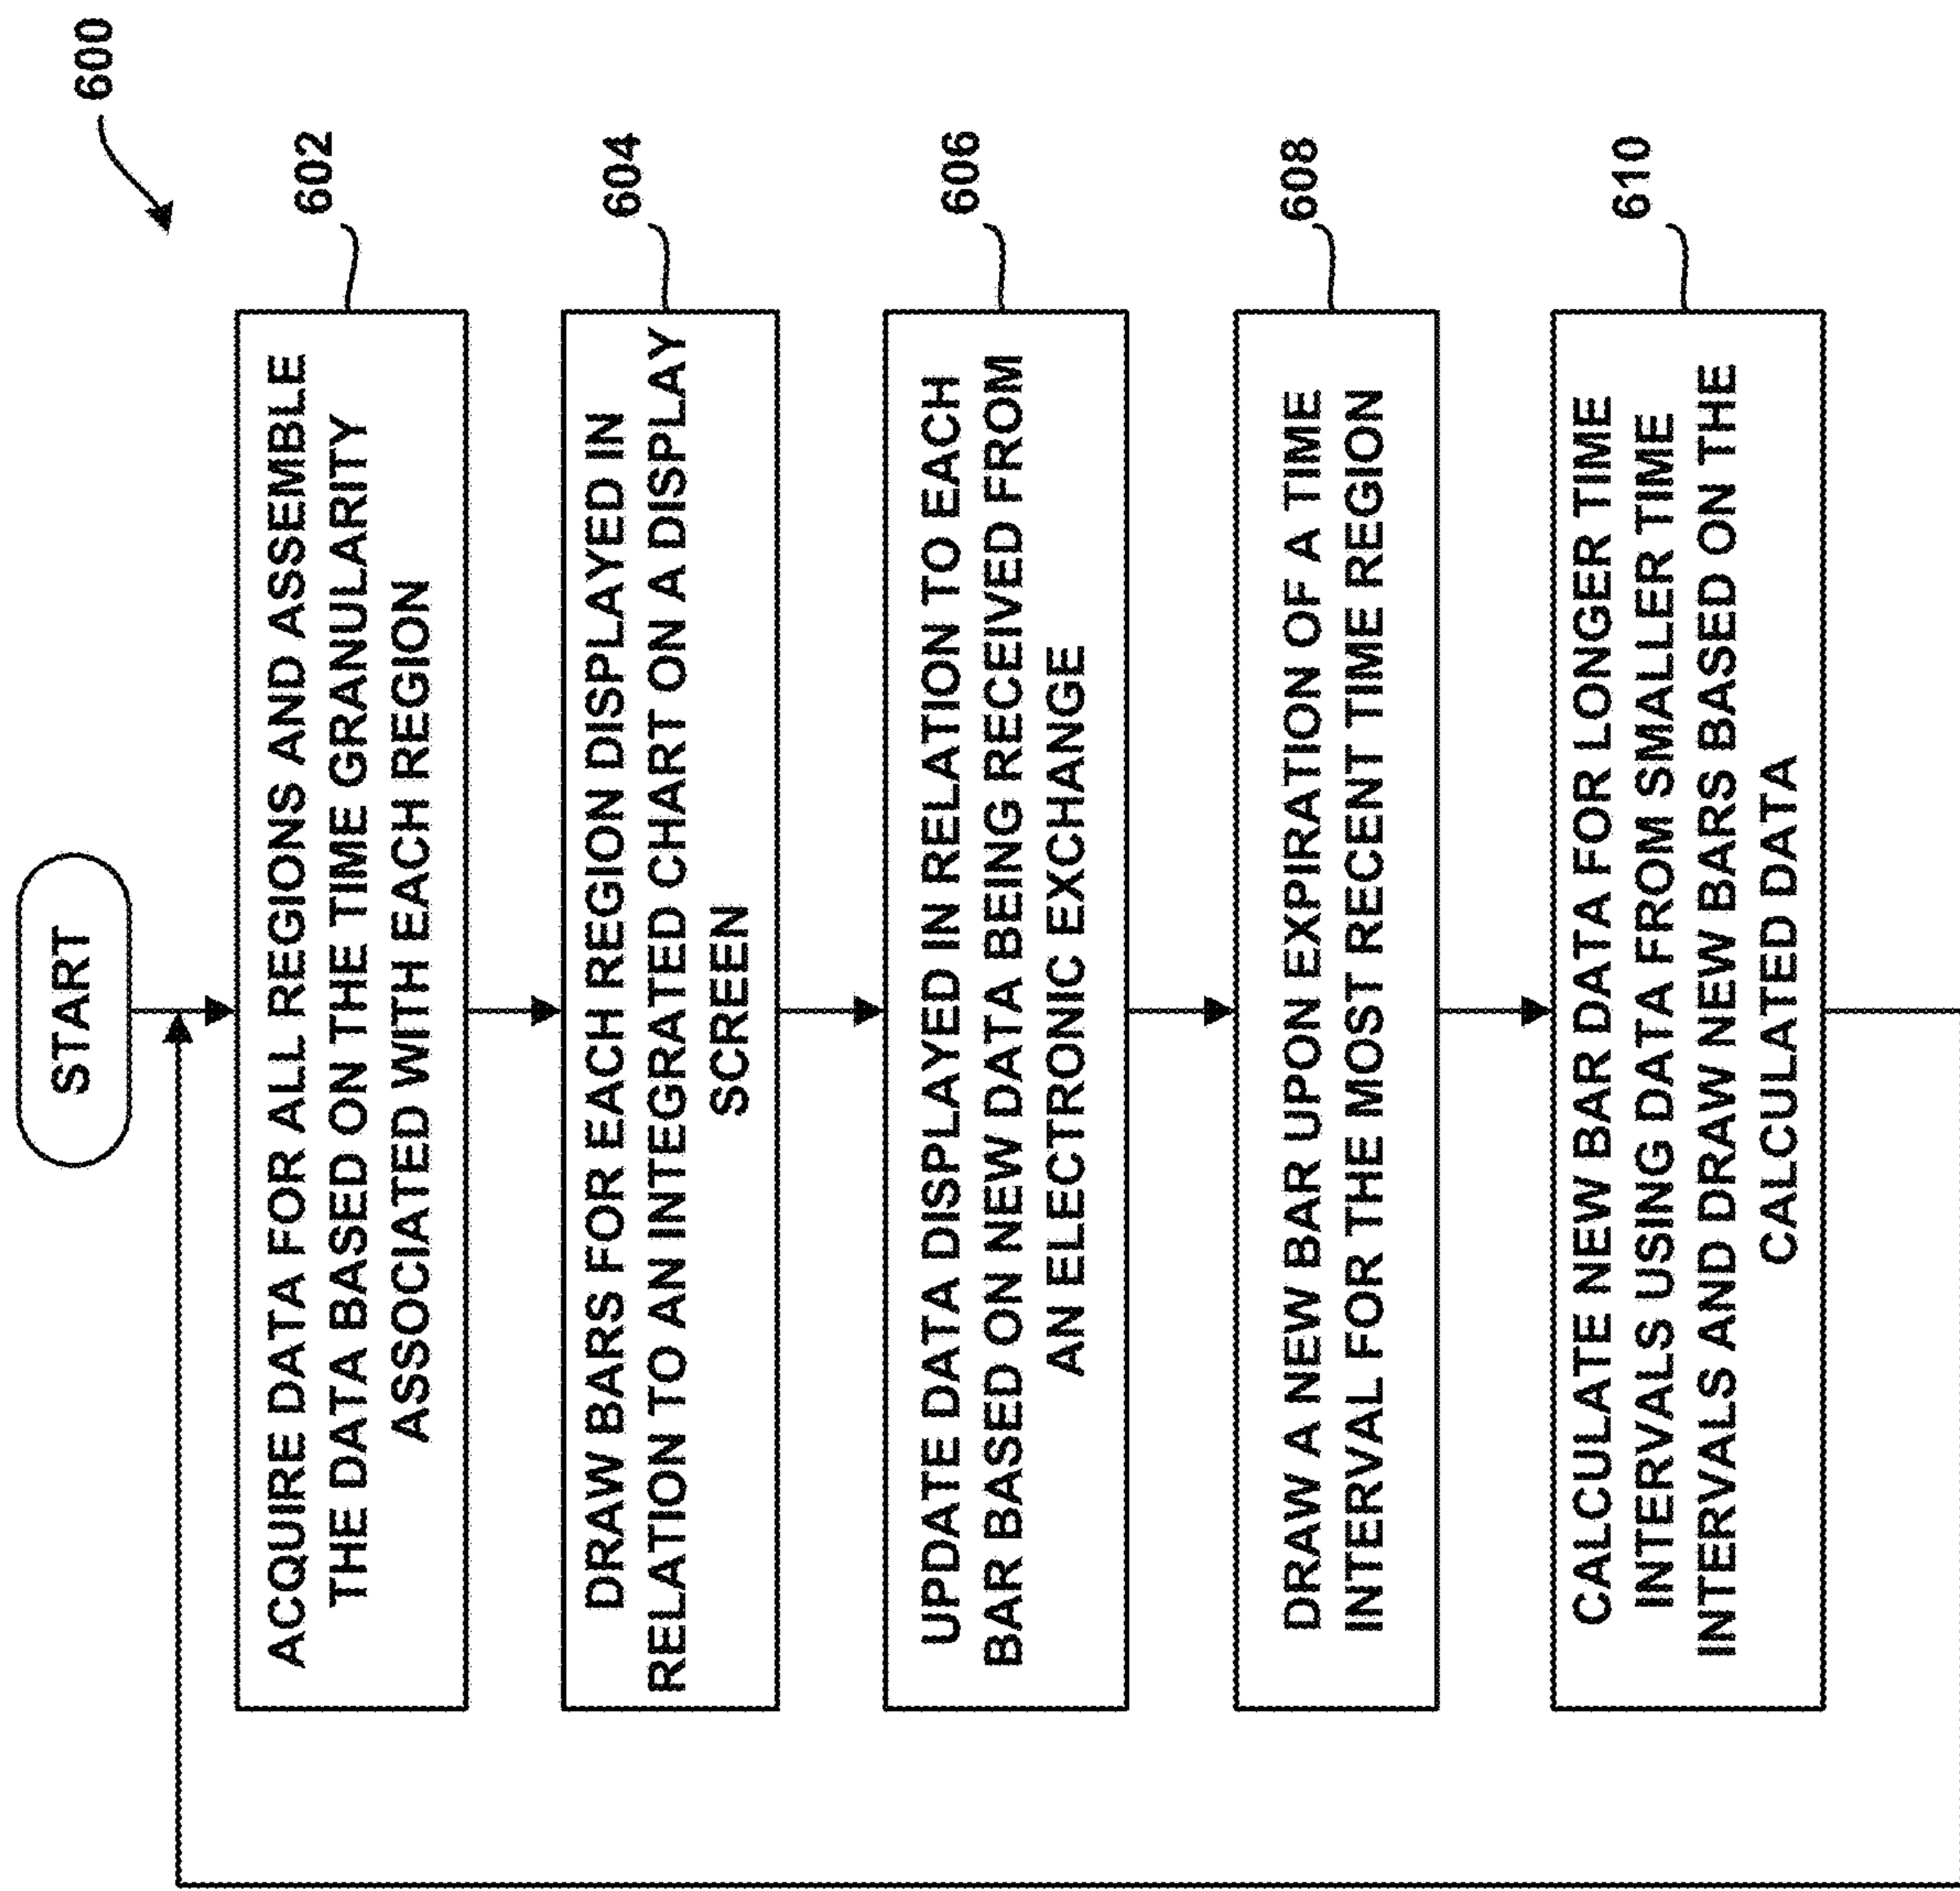 600
START
ACQUIRE DATA FOR ALL REGIONS AND ASSEMBLE
THE DATA BASED ON THE TIME GRANULARITY
ASSOCIATED WITH EACH REGION
602
DRAW BARS FOR EACH REGION DISPLAYED IN
RELATION TO AN INTEGRATED CHART ON A DISPLAY
SCREEN
604
UPDATE DATA DISPLAYED IN RELATION TO EACH
BAR BASED ON NEW DATA BEING RECEIVED FROM
AN ELECTRONIC EXCHANGE
606
DRAW A NEW BAR UPON EXPIRATION OF A TIME
INTERVAL FOR THE MOST RECENT TIME REGION
608
CALCULATE NEW BAR DATA FOR LONGER TIME
INTERVALS USING DATA FROM SMALLER TIME
INTERVALS AND DRAW NEW BARS BASED ON THE
CALCULATED DATA
610